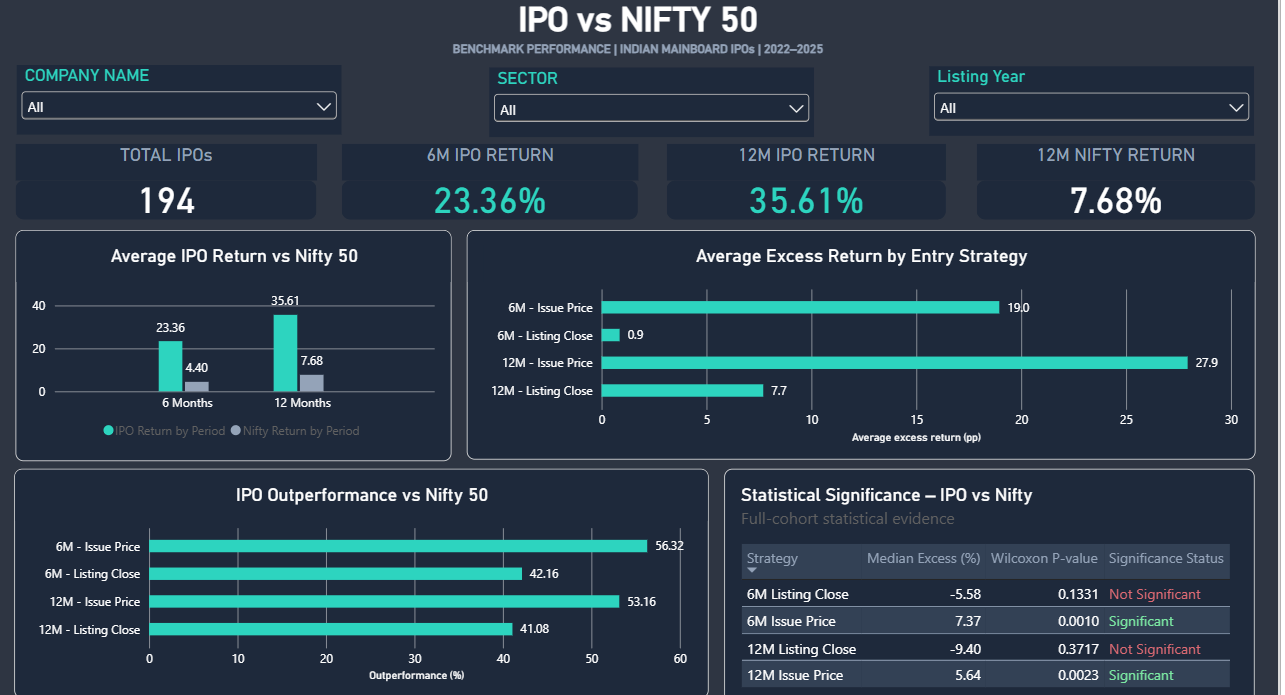 IPO vs NIFTY 50
BENCHMARK PERFORMANCE | INDIAN MAINBOARD IPOs | 2022–2025
COMPANY NAME
All
SECTOR
All
Listing Year
All
TOTAL IPOs
194
6M IPO RETURN
23.36%
12M IPO RETURN
35.61%
12M NIFTY RETURN
7.68%
Average IPO Return vs Nifty 50
40
20
0
23.36
4.40
35.61
7.68
6 Months
12 Months
IPO Return by Period
Nifty Return by Period
Average Excess Return by Entry Strategy
6M - Issue Price 19.0
6M - Listing Close 0.9
12M - Issue Price 27.9
12M - Listing Close 7.7
0 5 10 15 20 25 30
Average excess return (pp)
IPO Outperformance vs Nifty 50
6M - Issue Price 56.32
6M - Listing Close 42.16
12M - Issue Price 53.16
12M - Listing Close 41.08
0 10 20 30 40 50 60
Outperformance (%)
Statistical Significance – IPO vs Nifty
Full-cohort statistical evidence
Strategy Median Excess (%) Wilcoxon P-value Significance Status
6M Listing Close -5.58 0.1331 Not Significant
6M Issue Price 7.37 0.0010 Significant
12M Listing Close -9.40 0.3717 Not Significant
12M Issue Price 5.64 0.0023 Significant